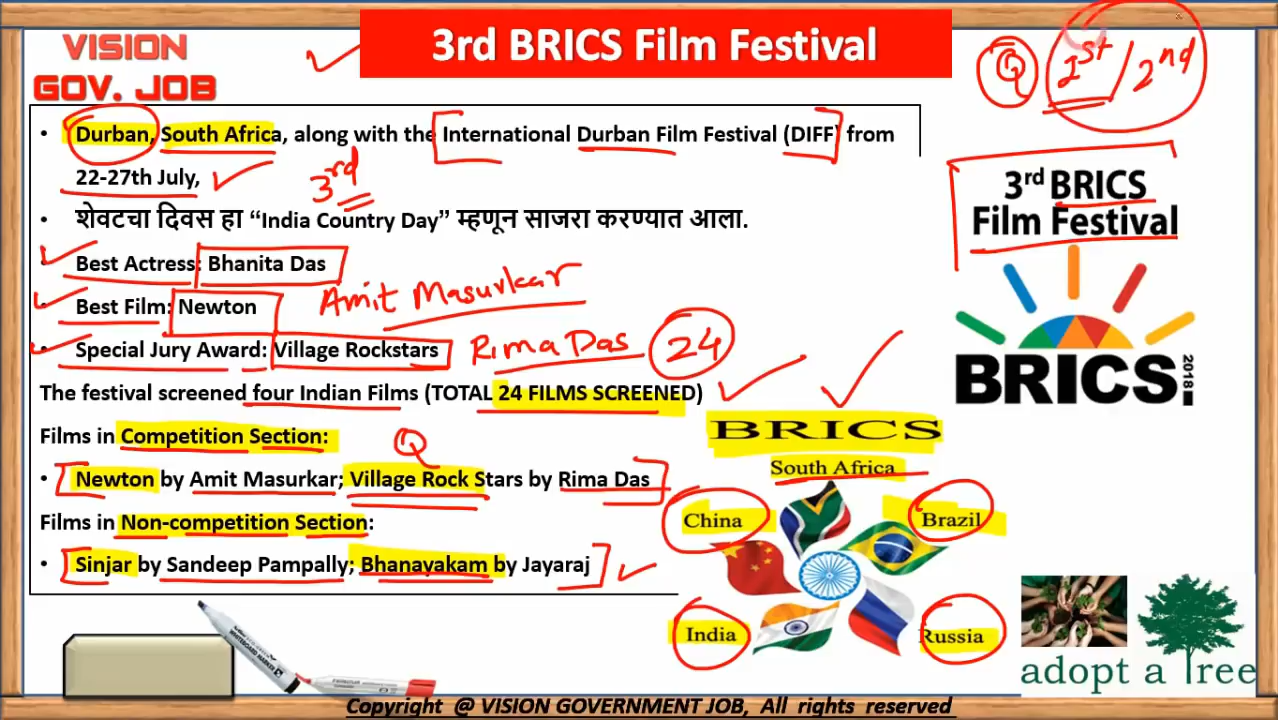 VISION
GOV. JOB
3rd BRICS Film Festival
Q 1st / 2nd
• Durban, South Africa, along with the International Durban Film Festival (DIFF) from
22-27th July,
3rd
• शेवटचा दिवस हा “India Country Day” म्हणून साजरा करण्यात आला.
• Best Actress: Bhanita Das
• Best Film: Newton
Amit Masurkar
• Special Jury Award: Village Rockstars
Rima Das 24
The festival screened four Indian Films (TOTAL 24 FILMS SCREENED)
Films in Competition Section:
Q
• Newton by Amit Masurkar; Village Rock Stars by Rima Das
Films in Non-competition Section:
• Sinjar by Sandeep Pampally; Bhanayakam by Jayaraj
3rd BRICS
Film Festival
BRICS 2018
BRICS
South Africa
China
Brazil
India
Russia
WHITEBOARD MARKER
adopt a Tree
Copyright @ VISION GOVERNMENT JOB, All rights reserved